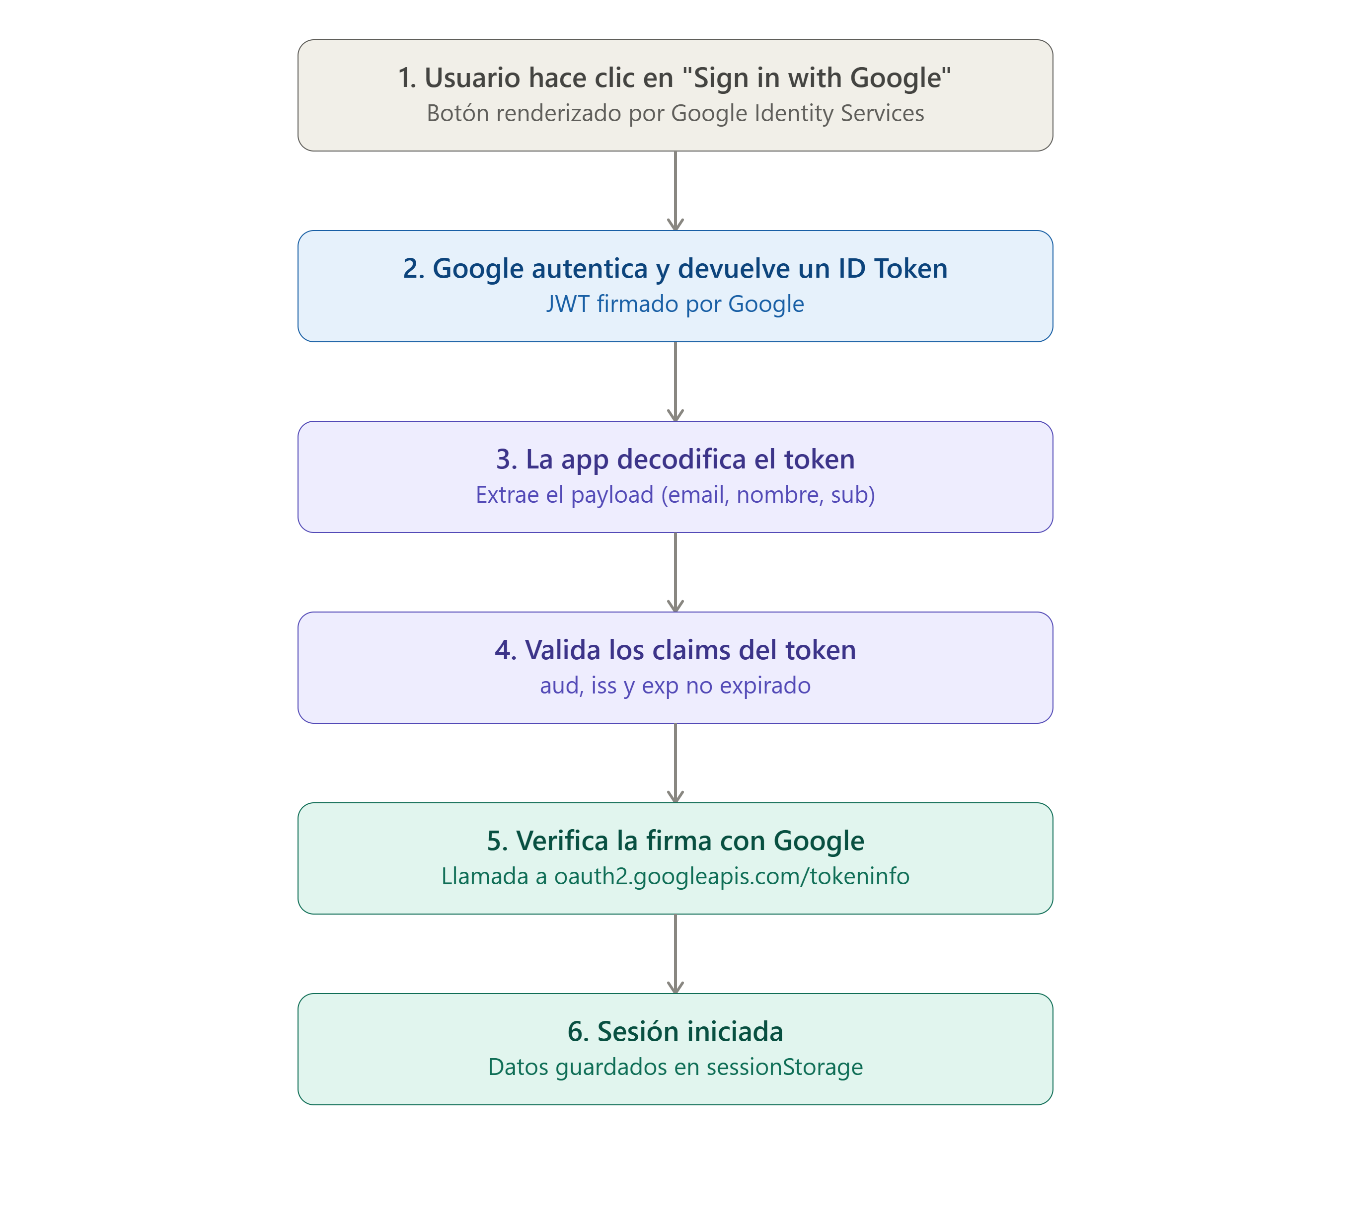 1. Usuario hace clic en "Sign in with Google"
Botón renderizado por Google Identity Services
2. Google autentica y devuelve un ID Token
JWT firmado por Google
3. La app decodifica el token
Extrae el payload (email, nombre, sub)
4. Valida los claims del token
aud, iss y exp no expirado
5. Verifica la firma con Google
Llamada a oauth2.googleapis.com/tokeninfo
6. Sesión iniciada
Datos guardados en sessionStorage